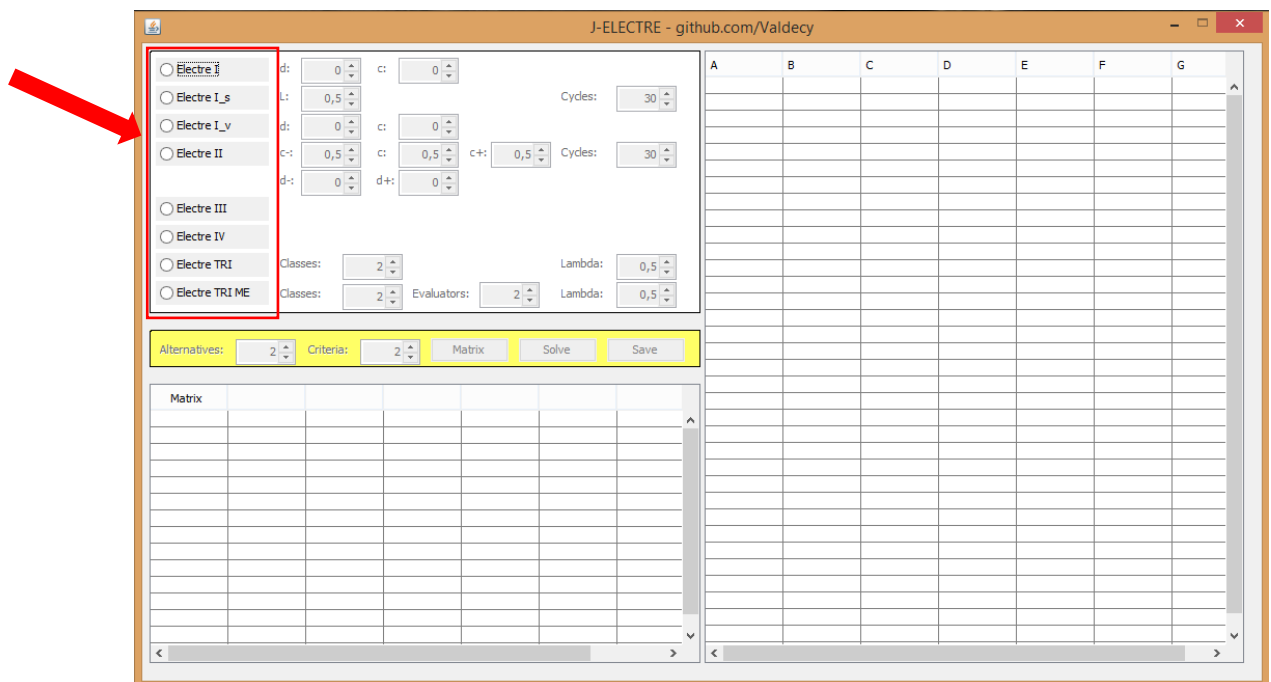 J-ELECTRE - github.com/Valdecy
Electre I d: 0 c: 0
Electre I_s L: 0,5 Cycles: 30
Electre I_v d: 0 c: 0
Electre II c-: 0,5 c: 0,5 c+: 0,5 Cycles: 30
d-: 0 d+: 0
Electre III
Electre IV
Electre TRI Classes: 2 Lambda: 0,5
Electre TRI ME Classes: 2 Evaluators: 2 Lambda: 0,5
Alternatives: 2 Criteria: 2 Matrix Solve Save
Matrix
A B C D E F G